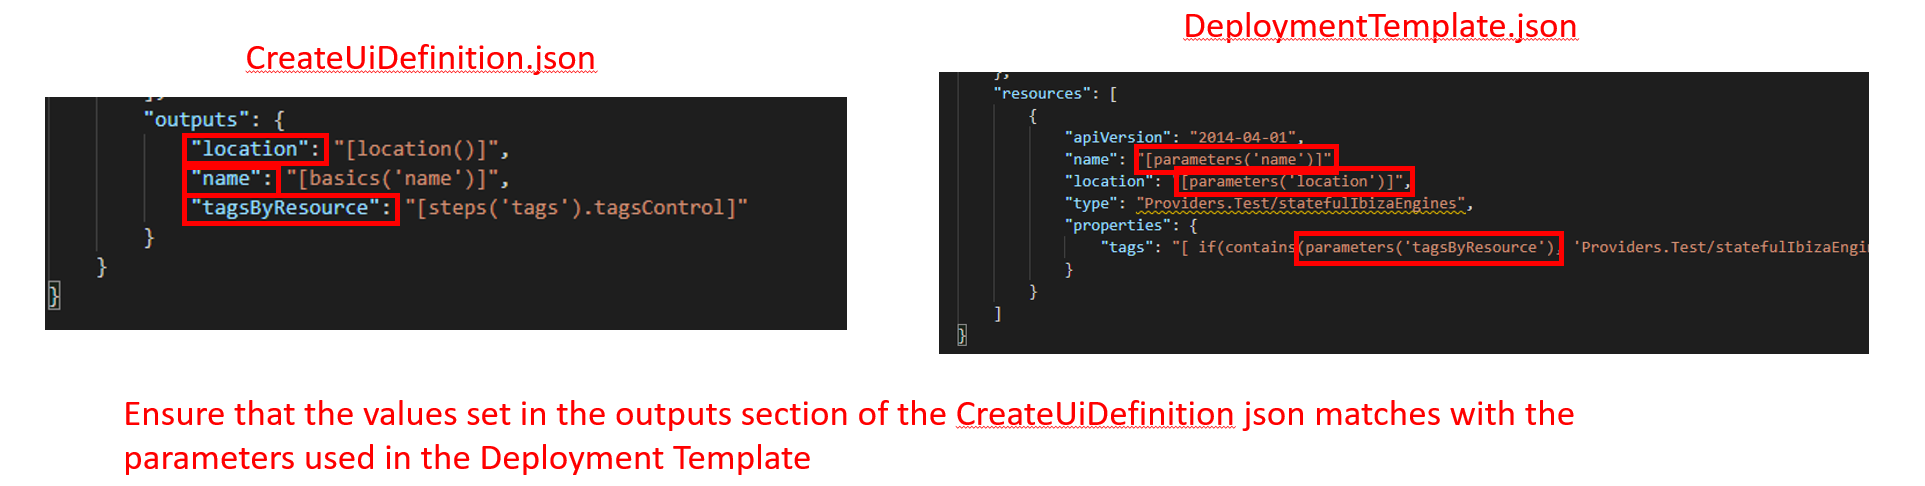 CreateUiDefinition.json
"outputs": {
"location": "[location()]",
"name": "[basics('name')]",
"tagsByResource": "[steps('tags').tagsControl]"
}
}
}
DeploymentTemplate.json
},
"resources": [
{
"apiVersion": "2014-04-01",
"name": "[parameters('name')]"
"location": "[parameters('location')]",
"type": "Providers.Test/statefulIbizaEngines",
"properties": {
"tags": "[ if(contains(parameters('tagsByResource'), 'Providers.Test/statefulIbizaEngin
}
}
]
}
Ensure that the values set in the outputs section of the CreateUiDefinition json matches with the
parameters used in the Deployment Template